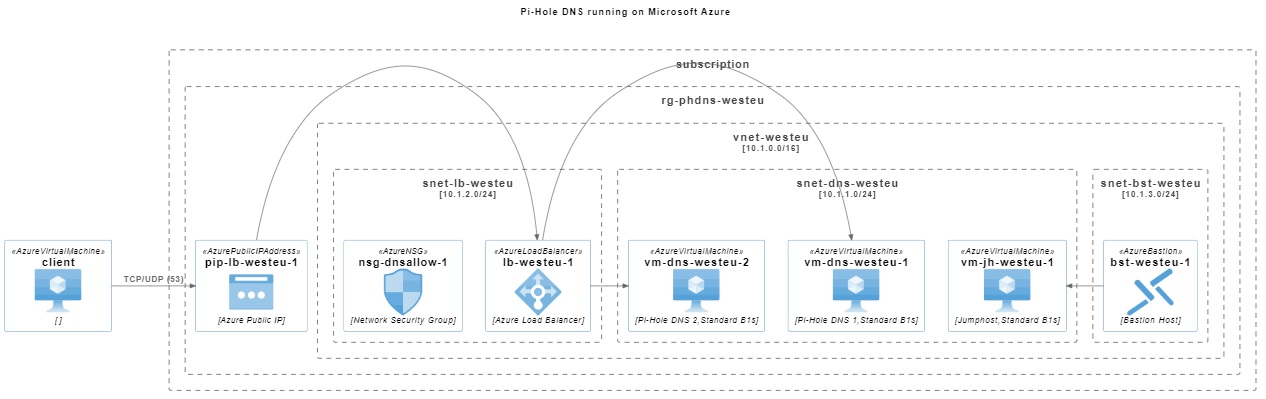 Pi-Hole DNS running on Microsoft Azure
subscription
rg-phdns-westeu
vnet-westeu
[10.1.0.0/16]
snet-lb-westeu
[10.1.2.0/24]
snet-dns-westeu
[10.1.1.0/24]
snet-bst-westeu
[10.1.3.0/24]
«AzureVirtualMachine»
client
[]
TCP/UDP (53)
«AzurePublicIPAddress»
pip-lb-westeu-1
[Azure Public IP]
«AzureNSG»
nsg-dnsallow-1
[Network Security Group]
«AzureLoadBalancer»
lb-westeu-1
[Azure Load Balancer]
«AzureVirtualMachine»
vm-dns-westeu-2
[Pi-Hole DNS 2,Standard B1s]
«AzureVirtualMachine»
vm-dns-westeu-1
[Pi-Hole DNS 1,Standard B1s]
«AzureVirtualMachine»
vm-jh-westeu-1
[Jumphost,Standard B1s]
«AzureBastion»
bst-westeu-1
[Bastion Host]